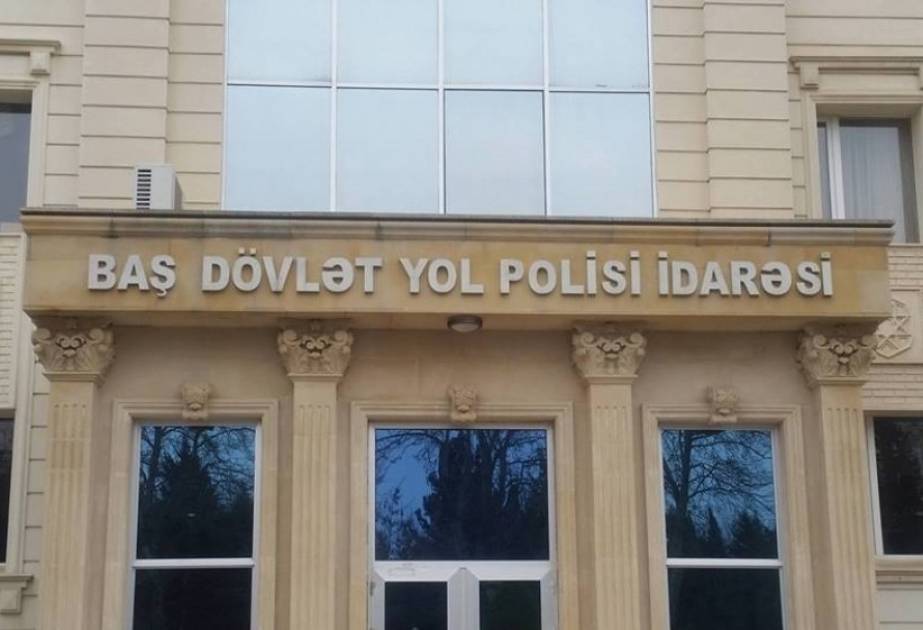 BAŞ DÖVLƏT YOL POLİSİ İDARƏSİ